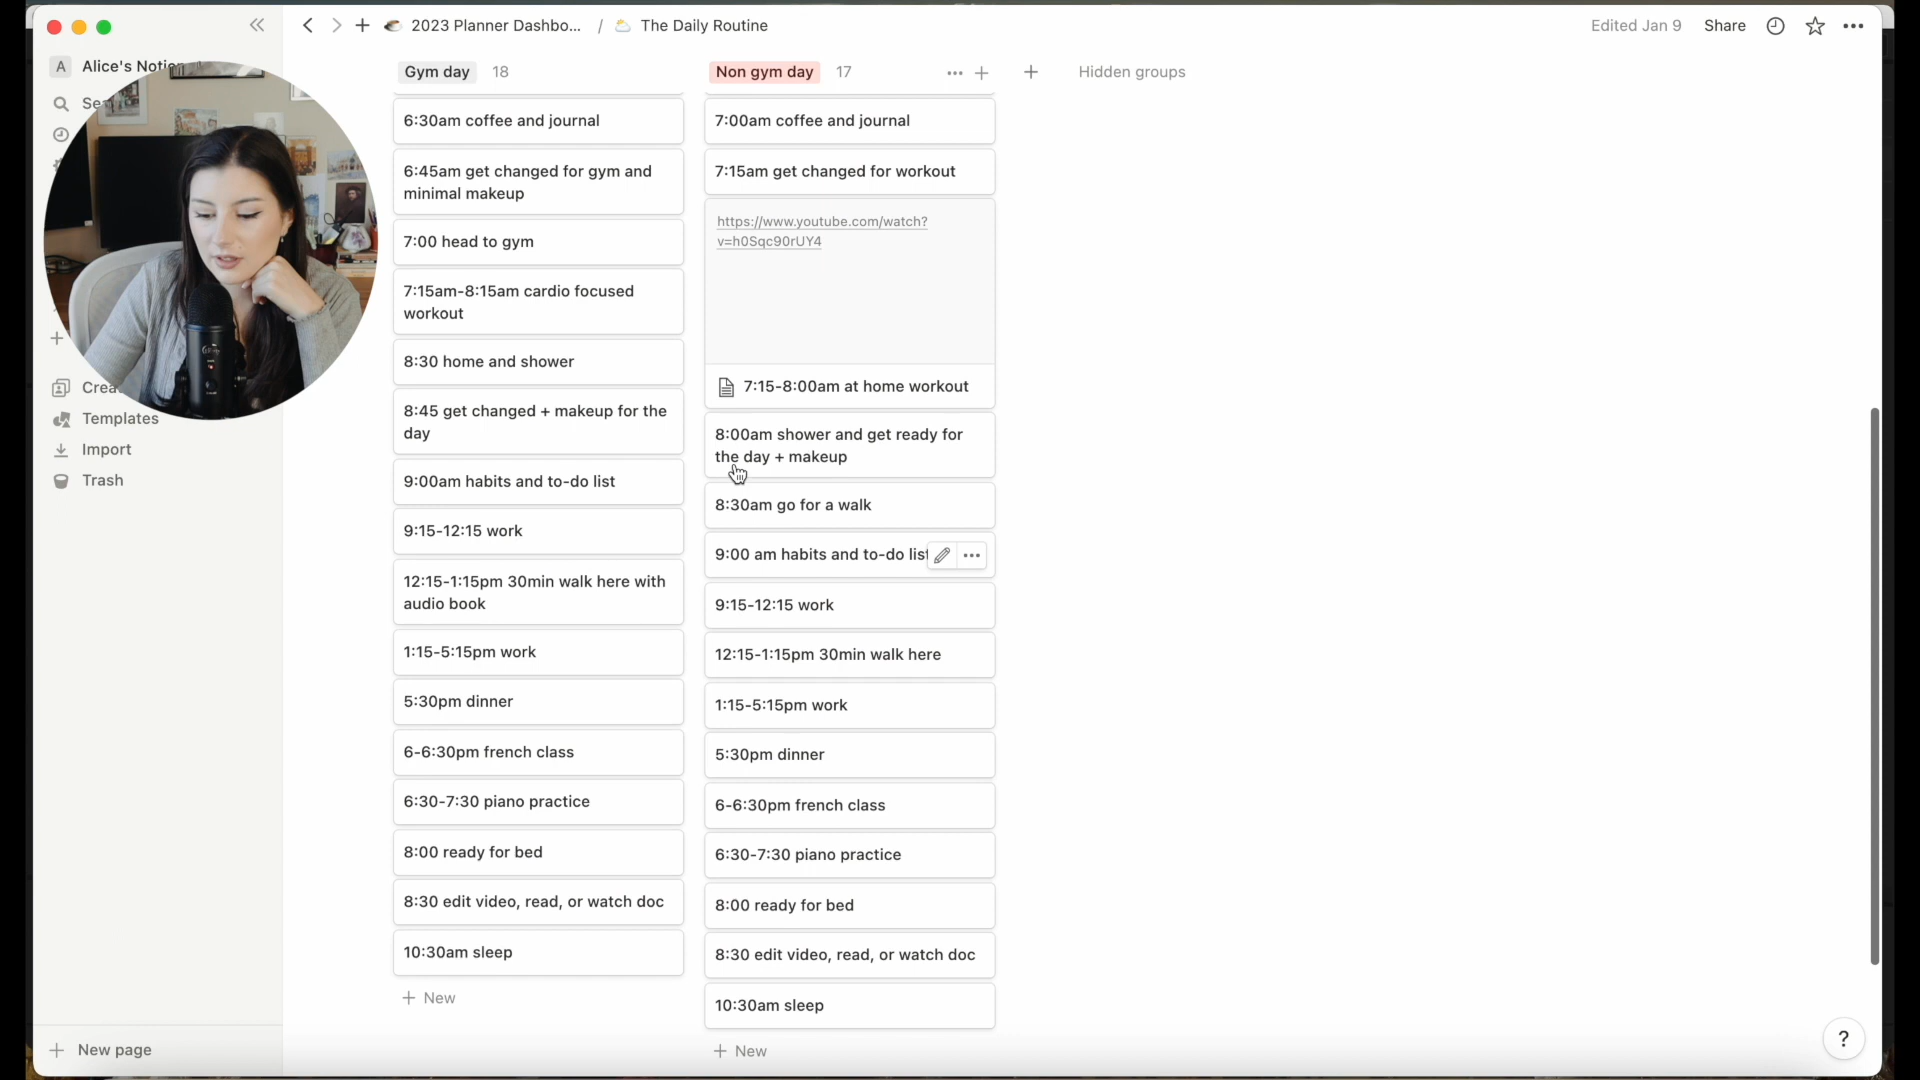 2023 Planner Dashbo... / The Daily Routine
Edited Jan 9
Share
A Alice's Notion
Gym day 18
Non gym day 17
Hidden groups
Templates
Import
Trash
New page
6:30am coffee and journal
6:45am get changed for gym and
minimal makeup
7:00 head to gym
7:15am-8:15am cardio focused
workout
8:30 home and shower
8:45 get changed + makeup for the
day
9:00am habits and to-do list
9:15-12:15 work
12:15-1:15pm 30min walk here with
audio book
1:15-5:15pm work
5:30pm dinner
6-6:30pm french class
6:30-7:30 piano practice
8:00 ready for bed
8:30 edit video, read, or watch doc
10:30am sleep
+ New
7:00am coffee and journal
7:15am get changed for workout
https://www.youtube.com/watch?
v=h0Sqc90rUY4
7:15-8:00am at home workout
8:00am shower and get ready for
the day + makeup
8:30am go for a walk
9:00 am habits and to-do list
9:15-12:15 work
12:15-1:15pm 30min walk here
1:15-5:15pm work
5:30pm dinner
6-6:30pm french class
6:30-7:30 piano practice
8:00 ready for bed
8:30 edit video, read, or watch doc
10:30am sleep
+ New
?